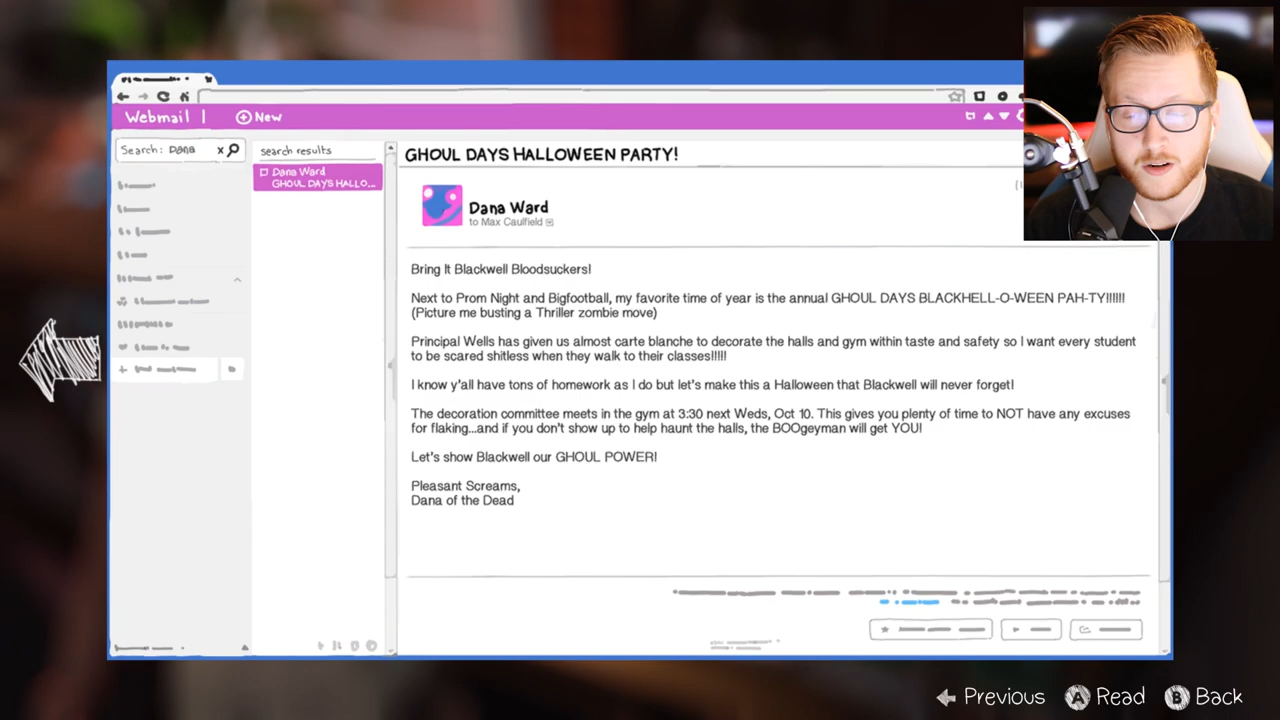 Webmail |
New
Search: Dana x
search results
Dana Ward
GHOUL DAYS HALLO...
GHOUL DAYS HALLOWEEN PARTY!
Dana Ward
to Max Caulfield
Bring It Blackwell Bloodsuckers!
Next to Prom Night and Bigfootball, my favorite time of year is the annual GHOUL DAYS BLACKHELL-O-WEEN PAH-TY!!!!!!
(Picture me busting a Thriller zombie move)
Principal Wells has given us almost carte blanche to decorate the halls and gym within taste and safety so I want every student
to be scared shitless when they walk to their classes!!!!!
I know y'all have tons of homework as I do but let's make this a Halloween that Blackwell will never forget!
The decoration committee meets in the gym at 3:30 next Weds, Oct 10. This gives you plenty of time to NOT have any excuses
for flaking...and if you don't show up to help haunt the halls, the BOOgeyman will get YOU!
Let's show Blackwell our GHOUL POWER!
Pleasant Screams,
Dana of the Dead
Previous
A Read
B Back